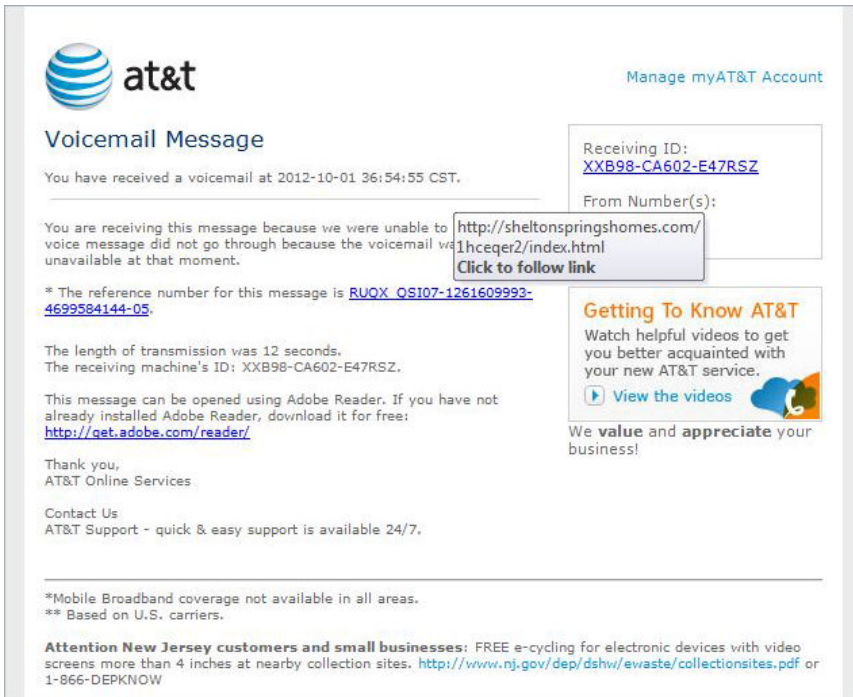 at&t
Manage myAT&T Account
Voicemail Message
You have received a voicemail at 2012-10-01 36:54:55 CST.
You are receiving this message because we were unable to
voice message did not go through because the voicemail wa
unavailable at that moment.
* The reference number for this message is RUQX_QSI07-1261609993-
4699584144-05.
The length of transmission was 12 seconds.
The receiving machine's ID: XXB98-CA602-E47RSZ.
This message can be opened using Adobe Reader. If you have not
already installed Adobe Reader, download it for free:
http://get.adobe.com/reader/
Thank you,
AT&T Online Services
Contact Us
AT&T Support - quick & easy support is available 24/7.
Receiving ID:
XXB98-CA602-E47RSZ
From Number(s):
http://sheltonspringshomes.com/
1hceqer2/index.html
Click to follow link
Getting To Know AT&T
Watch helpful videos to get
you better acquainted with
your new AT&T service.
View the videos
We value and appreciate your
business!
*Mobile Broadband coverage not available in all areas.
** Based on U.S. carriers.
Attention New Jersey customers and small businesses: FREE e-cycling for electronic devices with video
screens more than 4 inches at nearby collection sites. http://www.nj.gov/dep/dshw/ewaste/collectionsites.pdf or
1-866-DEPKNOW